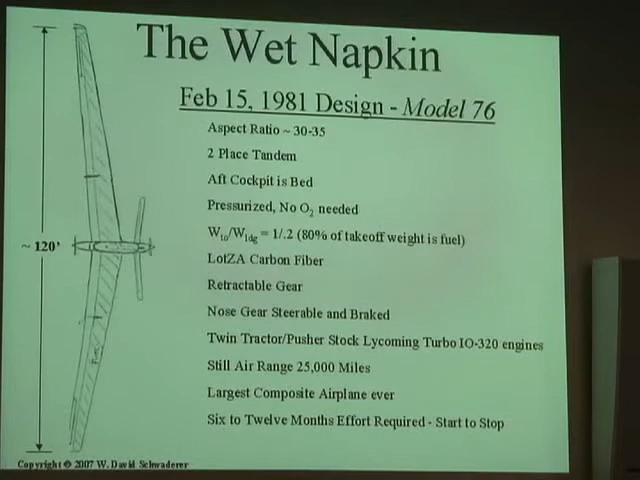 The Wet Napkin
Feb 15, 1981 Design - Model 76
Aspect Ratio ~ 30-35
2 Place Tandem
Aft Cockpit is Bed
Pressurized, No O2 needed
~ 120'
Wto/Wldg = 1/.2 (80% of takeoff weight is fuel)
LotZA Carbon Fiber
Retractable Gear
Nose Gear Steerable and Braked
Twin Tractor/Pusher Stock Lycoming Turbo IO-320 engines
Still Air Range 25,000 Miles
Largest Composite Airplane ever
Six to Twelve Months Effort Required - Start to Stop
Copyright © 2007 W. David Schwaderer